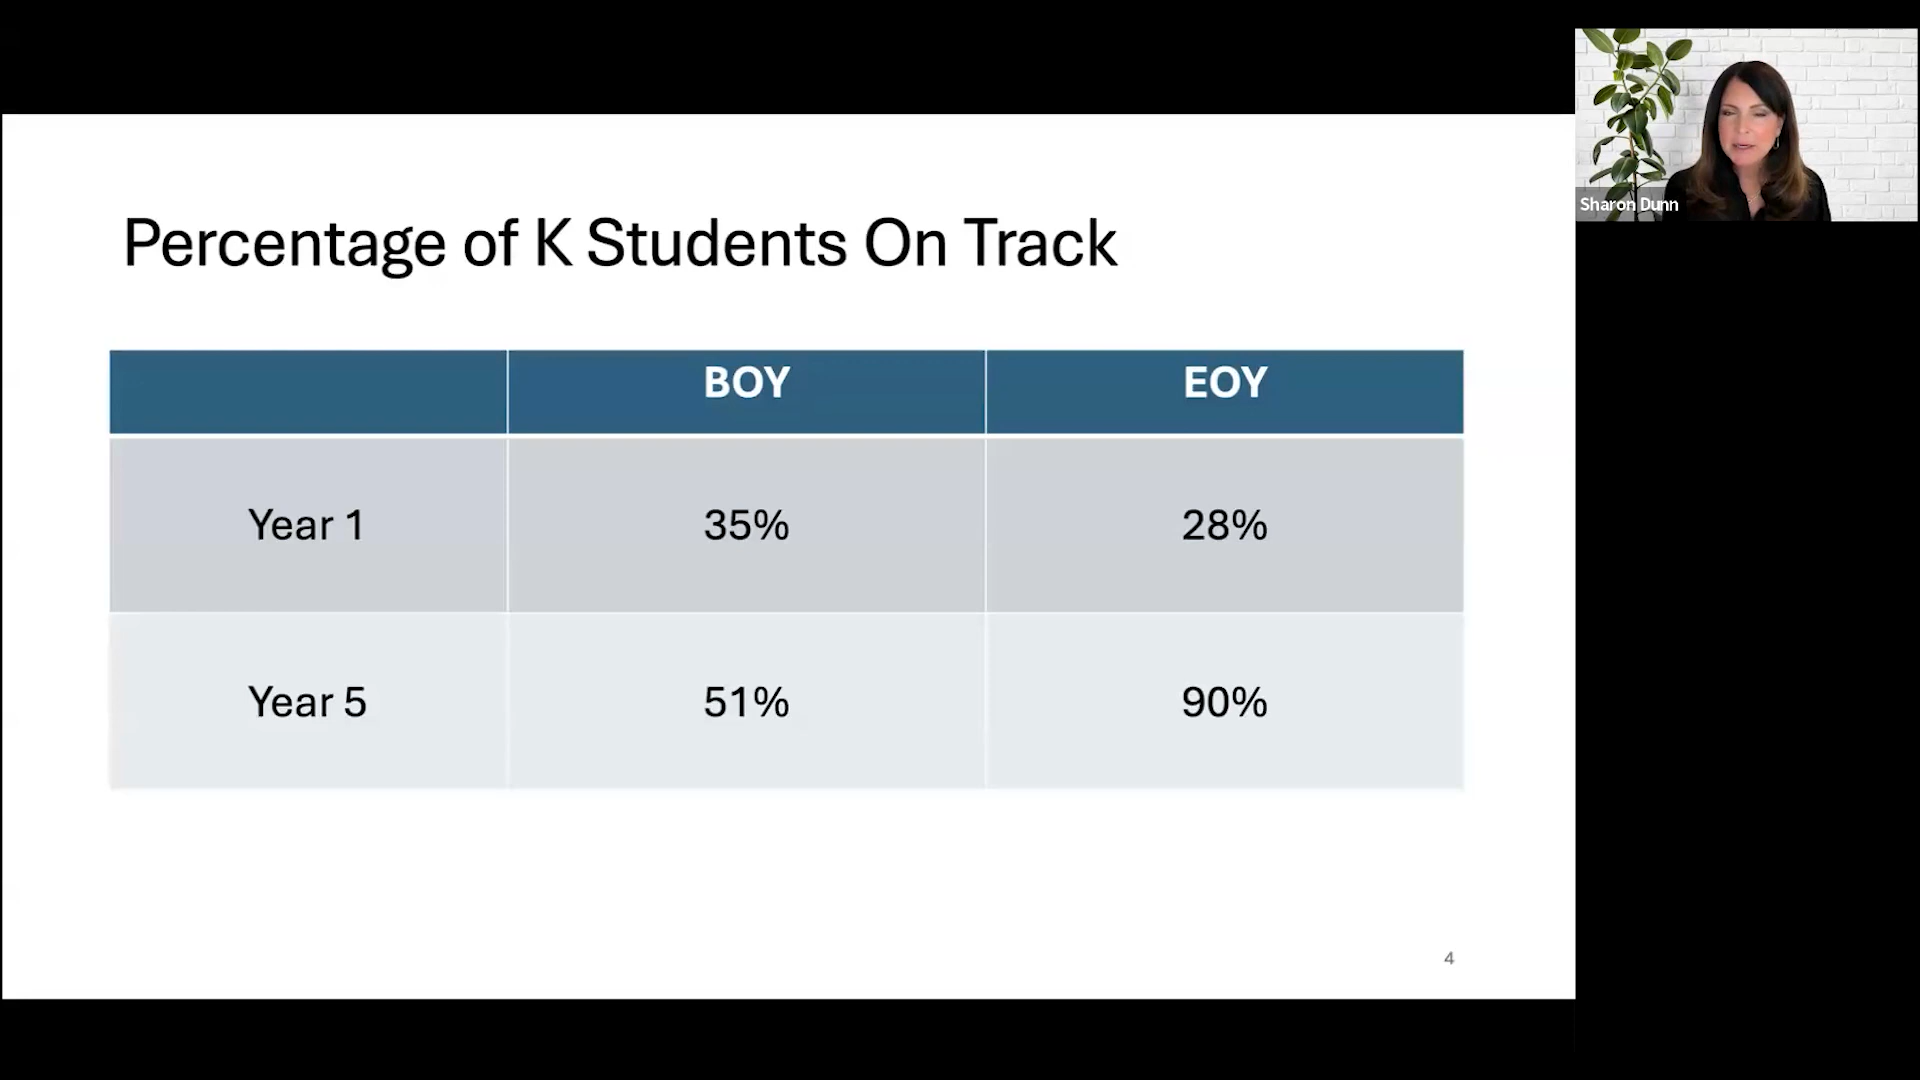 Percentage of K Students On Track
BOY EOY
Year 1 35% 28%
Year 5 51% 90%
4
Sharon Dunn